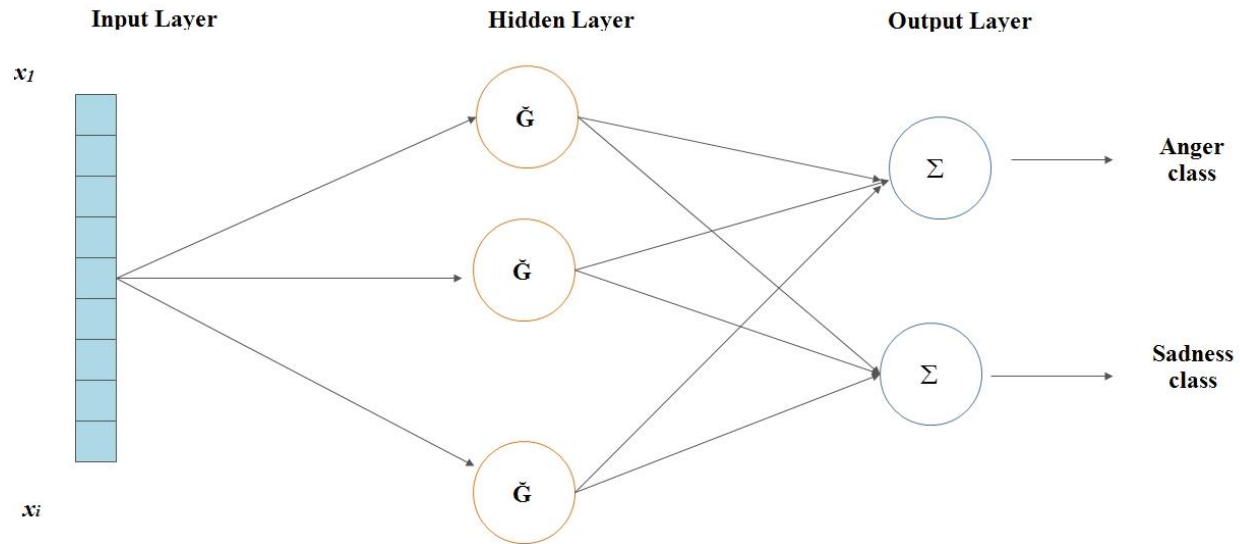 Input Layer
Hidden Layer
Output Layer
x1
Ğ
Σ
Anger
class
Ğ
Σ
Sadness
class
Ğ
xi